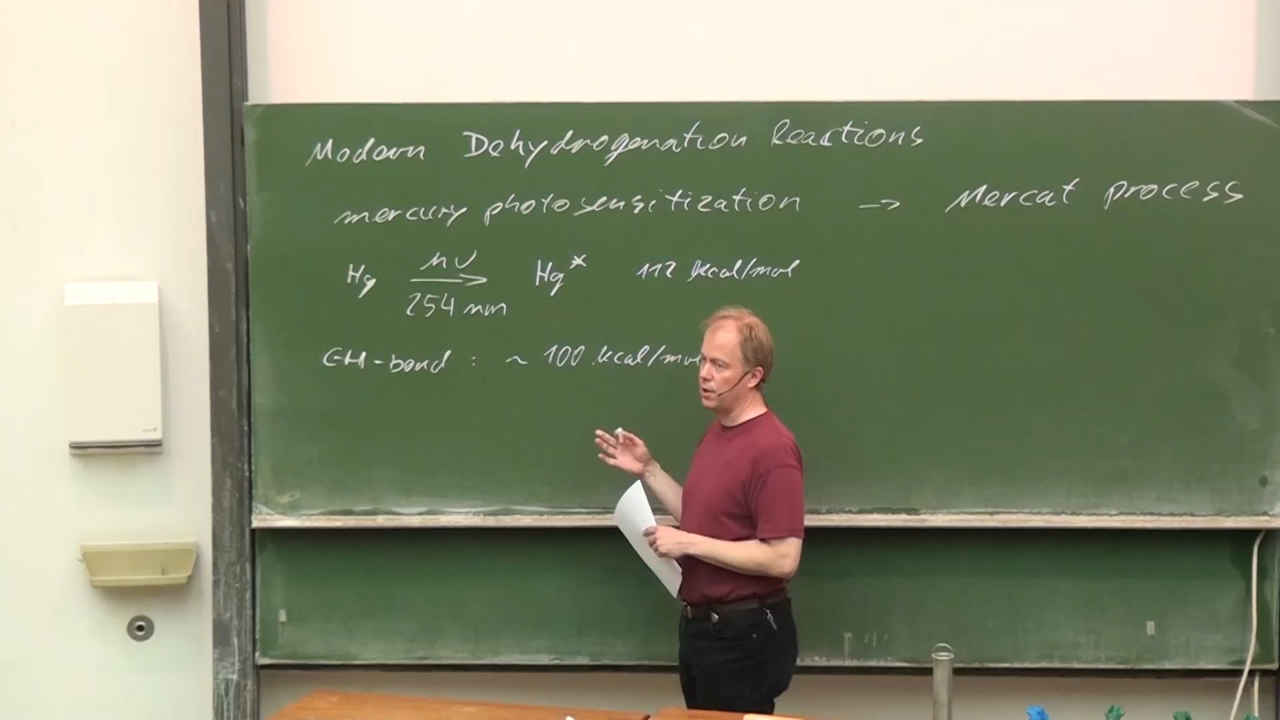 Modern Dehydrogenation Reactions
mercury photosensitization → Mercat process
Hg hν → 254 nm Hg* 112 kcal/mol
CH-bond : ~ 100 kcal/mol